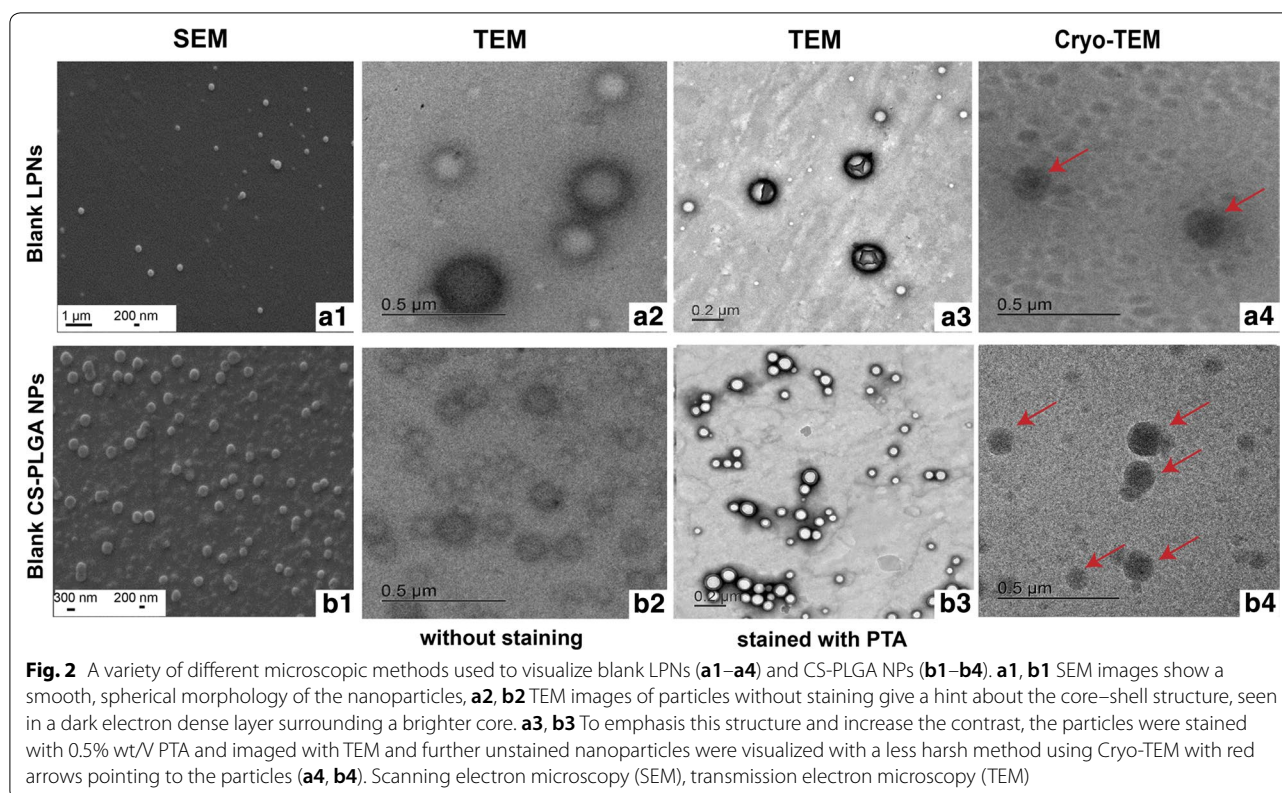 SEM TEM TEM Cryo-TEM
Blank LPNs
1 µm 200 nm a1 0.5 µm a2 0.2 µm a3 0.5 µm a4
Blank CS-PLGA NPs
300 nm 200 nm b1 0.5 µm b2 0.2 µm b3 0.5 µm b4
without staining stained with PTA
Fig. 2 A variety of different microscopic methods used to visualize blank LPNs (a1–a4) and CS-PLGA NPs (b1–b4). a1, b1 SEM images show a
smooth, spherical morphology of the nanoparticles, a2, b2 TEM images of particles without staining give a hint about the core–shell structure, seen
in a dark electron dense layer surrounding a brighter core. a3, b3 To emphasis this structure and increase the contrast, the particles were stained
with 0.5% wt/V PTA and imaged with TEM and further unstained nanoparticles were visualized with a less harsh method using Cryo-TEM with red
arrows pointing to the particles (a4, b4). Scanning electron microscopy (SEM), transmission electron microscopy (TEM)